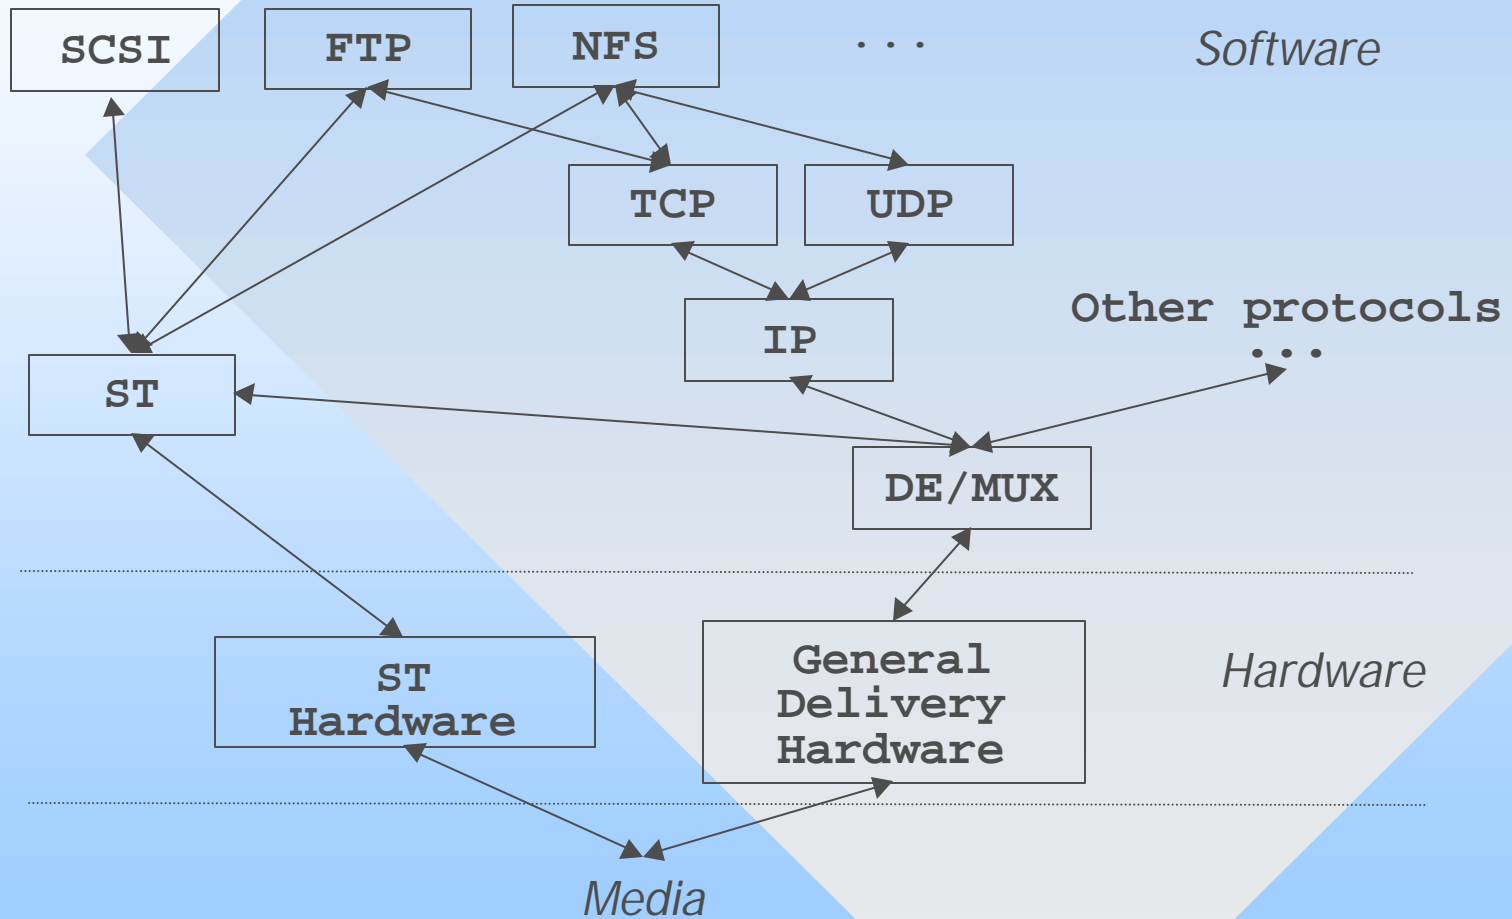 SCSI
FTP
NFS
...
Software
TCP
UDP
IP
Other protocols
...
ST
DE/MUX
ST
Hardware
General
Delivery
Hardware
Hardware
Media